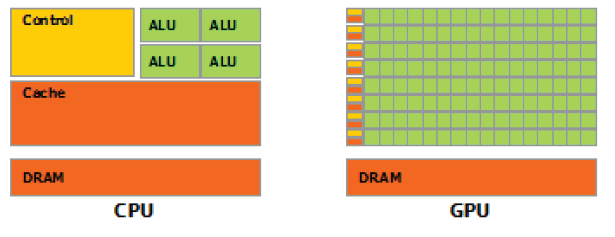 Control
ALU ALU
ALU ALU
Cache
DRAM
CPU
DRAM
GPU